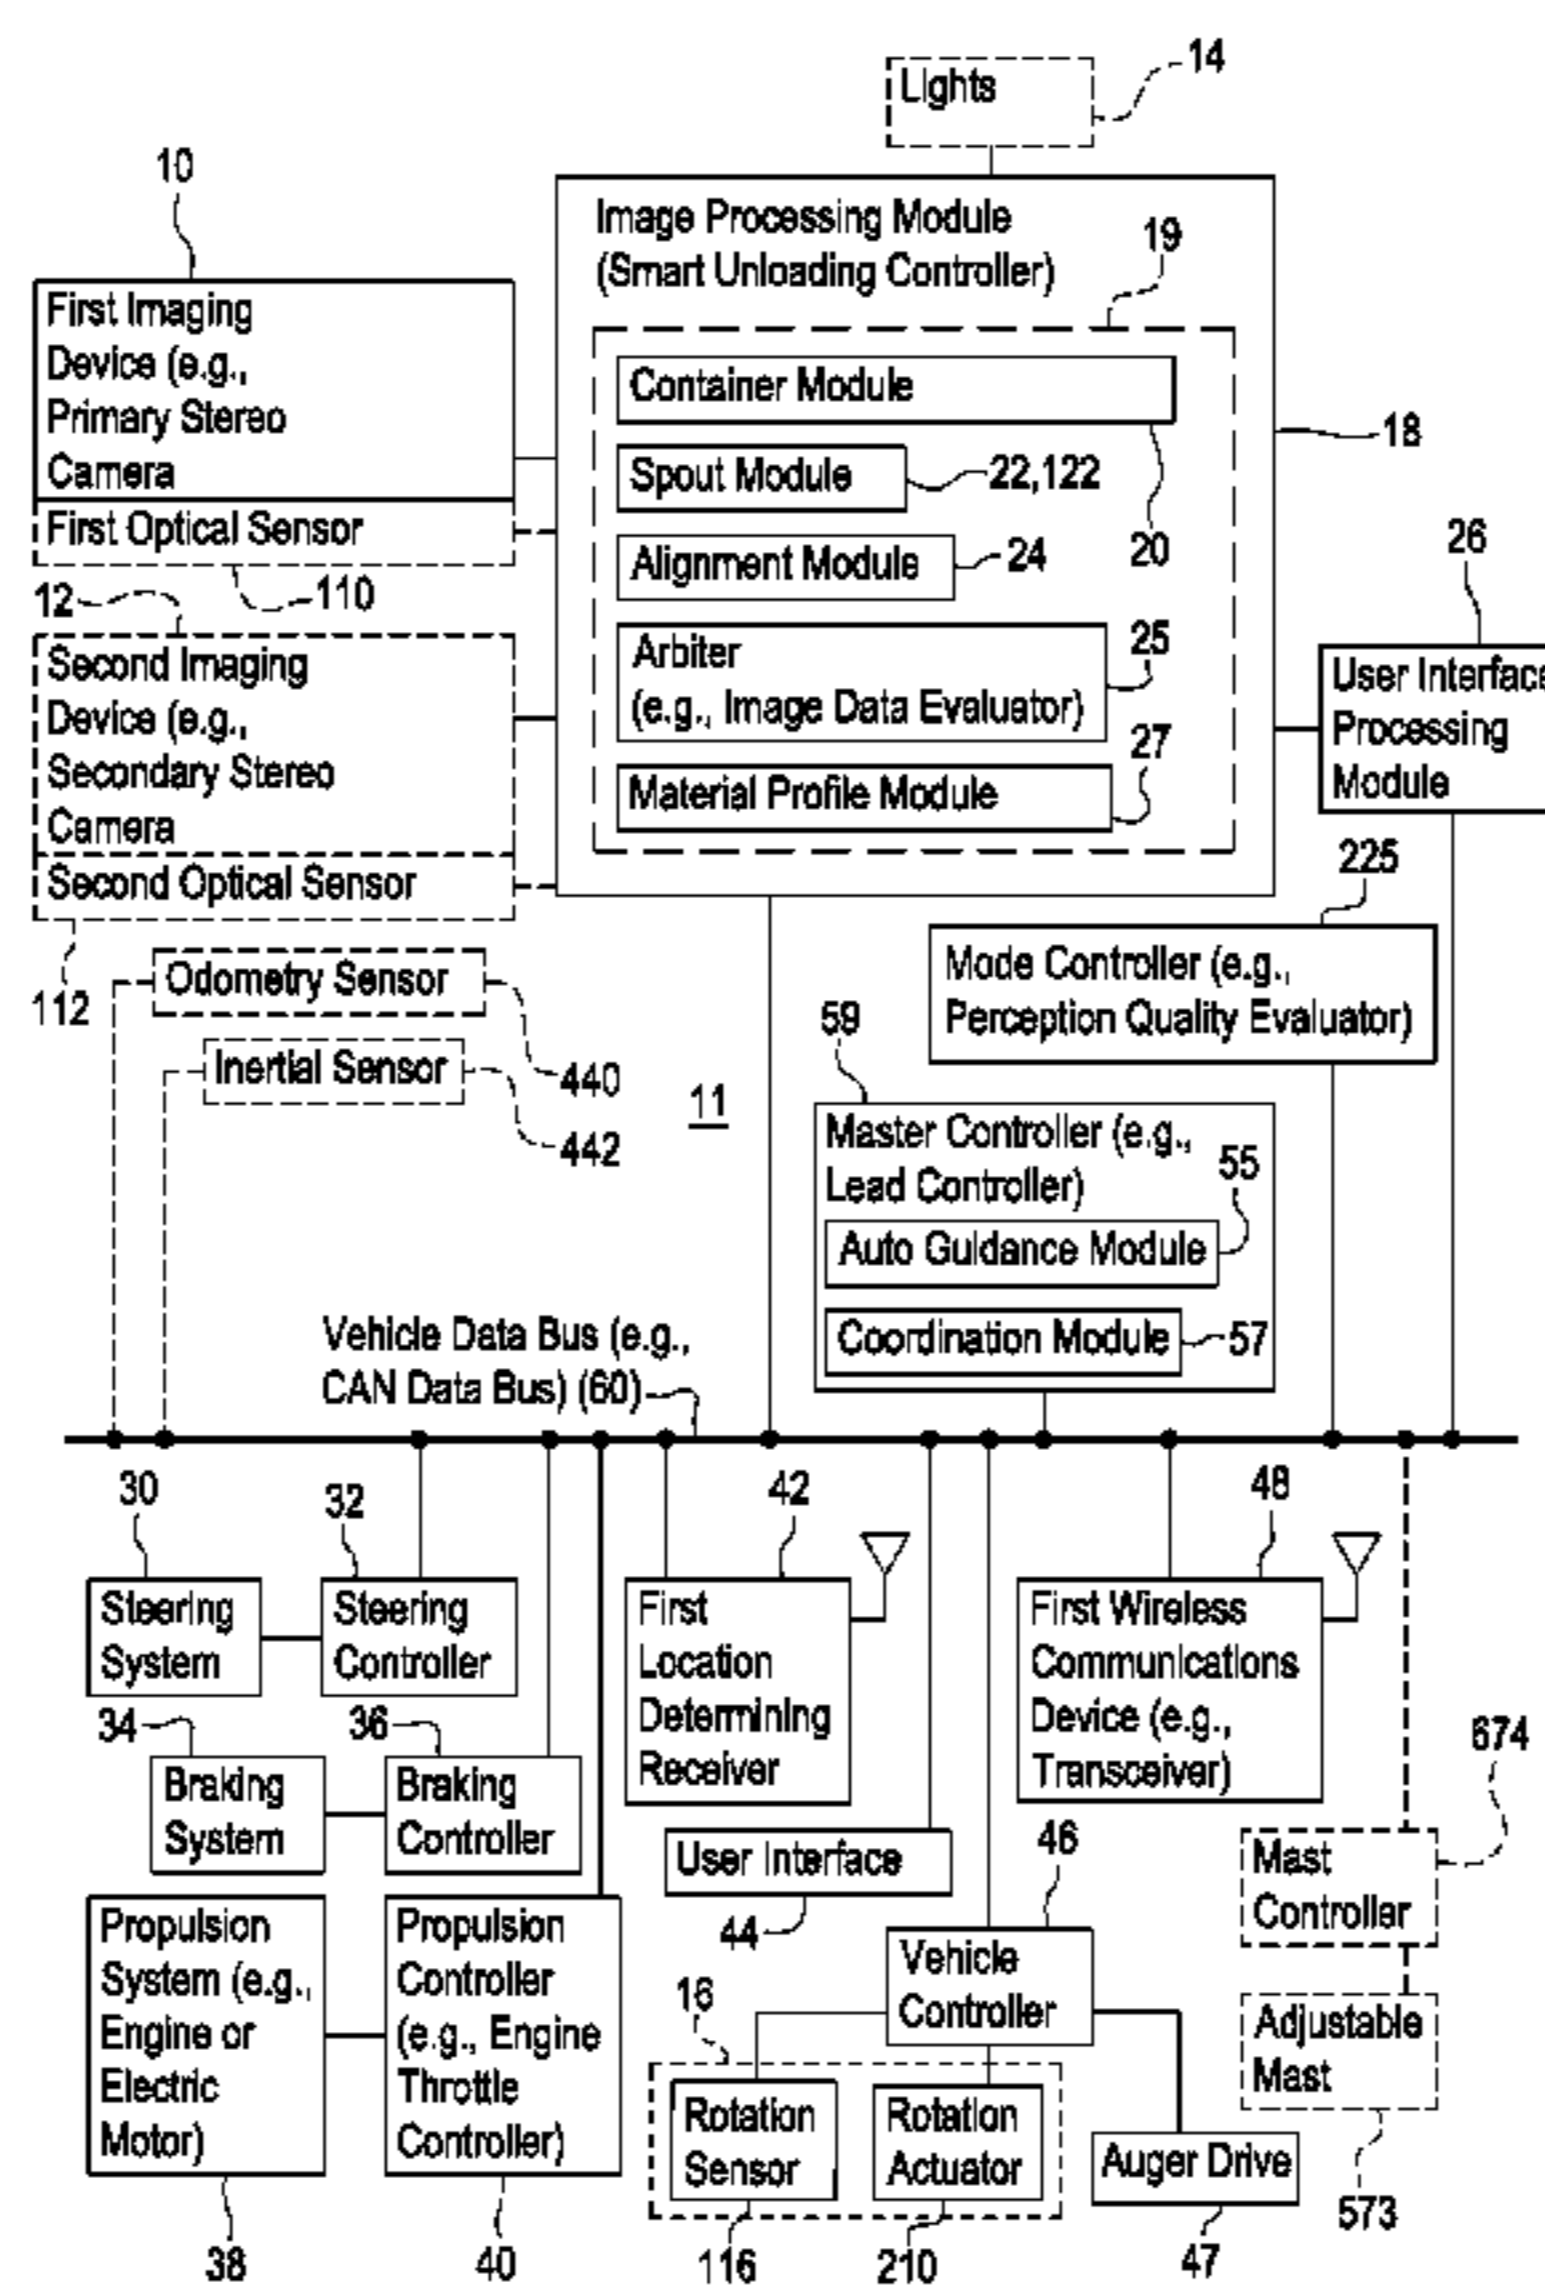 Lights
14
10
Image Processing Module
(Smart Unloading Controller)
19
First Imaging
Device (e.g.,
Primary Stereo
Camera
Container Module
18
Spout Module
22,122
20
First Optical Sensor
110
Alignment Module
24
26
12
Second Imaging
Device (e.g.,
Secondary Stereo
Camera
Arbiter
(e.g., Image Data Evaluator)
25
User Interface
Processing
Module
27
Material Profile Module
Second Optical Sensor
112
225
Odometry Sensor
440
Mode Controller (e.g.,
Perception Quality Evaluator)
Inertial Sensor
442
11
59
Master Controller (e.g.,
Lead Controller)
55
Auto Guidance Module
Coordination Module
57
Vehicle Data Bus (e.g.,
CAN Data Bus) (60)
30
32
42
48
Steering
System
Steering
Controller
First
Location
Determining
Receiver
First Wireless
Communications
Device (e.g.,
Transceiver)
34
36
674
Braking
System
Braking
Controller
User Interface
44
46
Mast
Controller
Propulsion
System (e.g.,
Engine or
Electric
Motor)
Propulsion
Controller
(e.g., Engine
Throttle
Controller)
Vehicle
Controller
16
Adjustable
Mast
Rotation
Sensor
Rotation
Actuator
Auger Drive
573
38
40
116
210
47